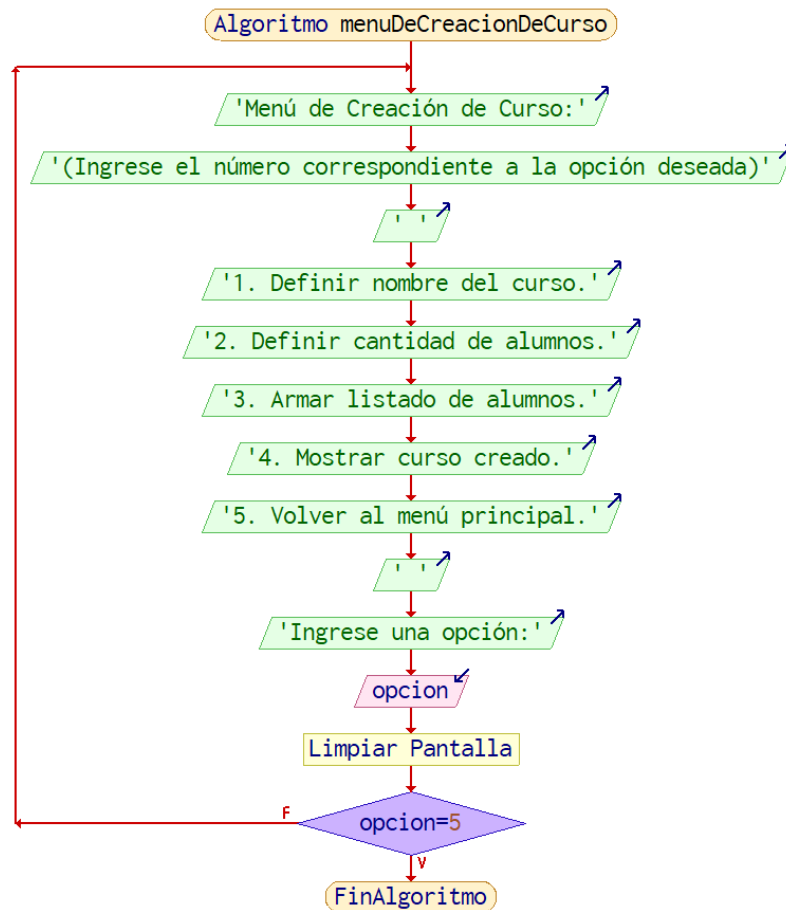 Algoritmo menuDeCreacionDeCurso
'Menú de Creación de Curso:'
'(Ingrese el número correspondiente a la opción deseada)'
' '
'1. Definir nombre del curso.'
'2. Definir cantidad de alumnos.'
'3. Armar listado de alumnos.'
'4. Mostrar curso creado.'
'5. Volver al menú principal.'
' '
'Ingrese una opción:'
opcion
Limpiar Pantalla
F
opcion=5
V
FinAlgoritmo